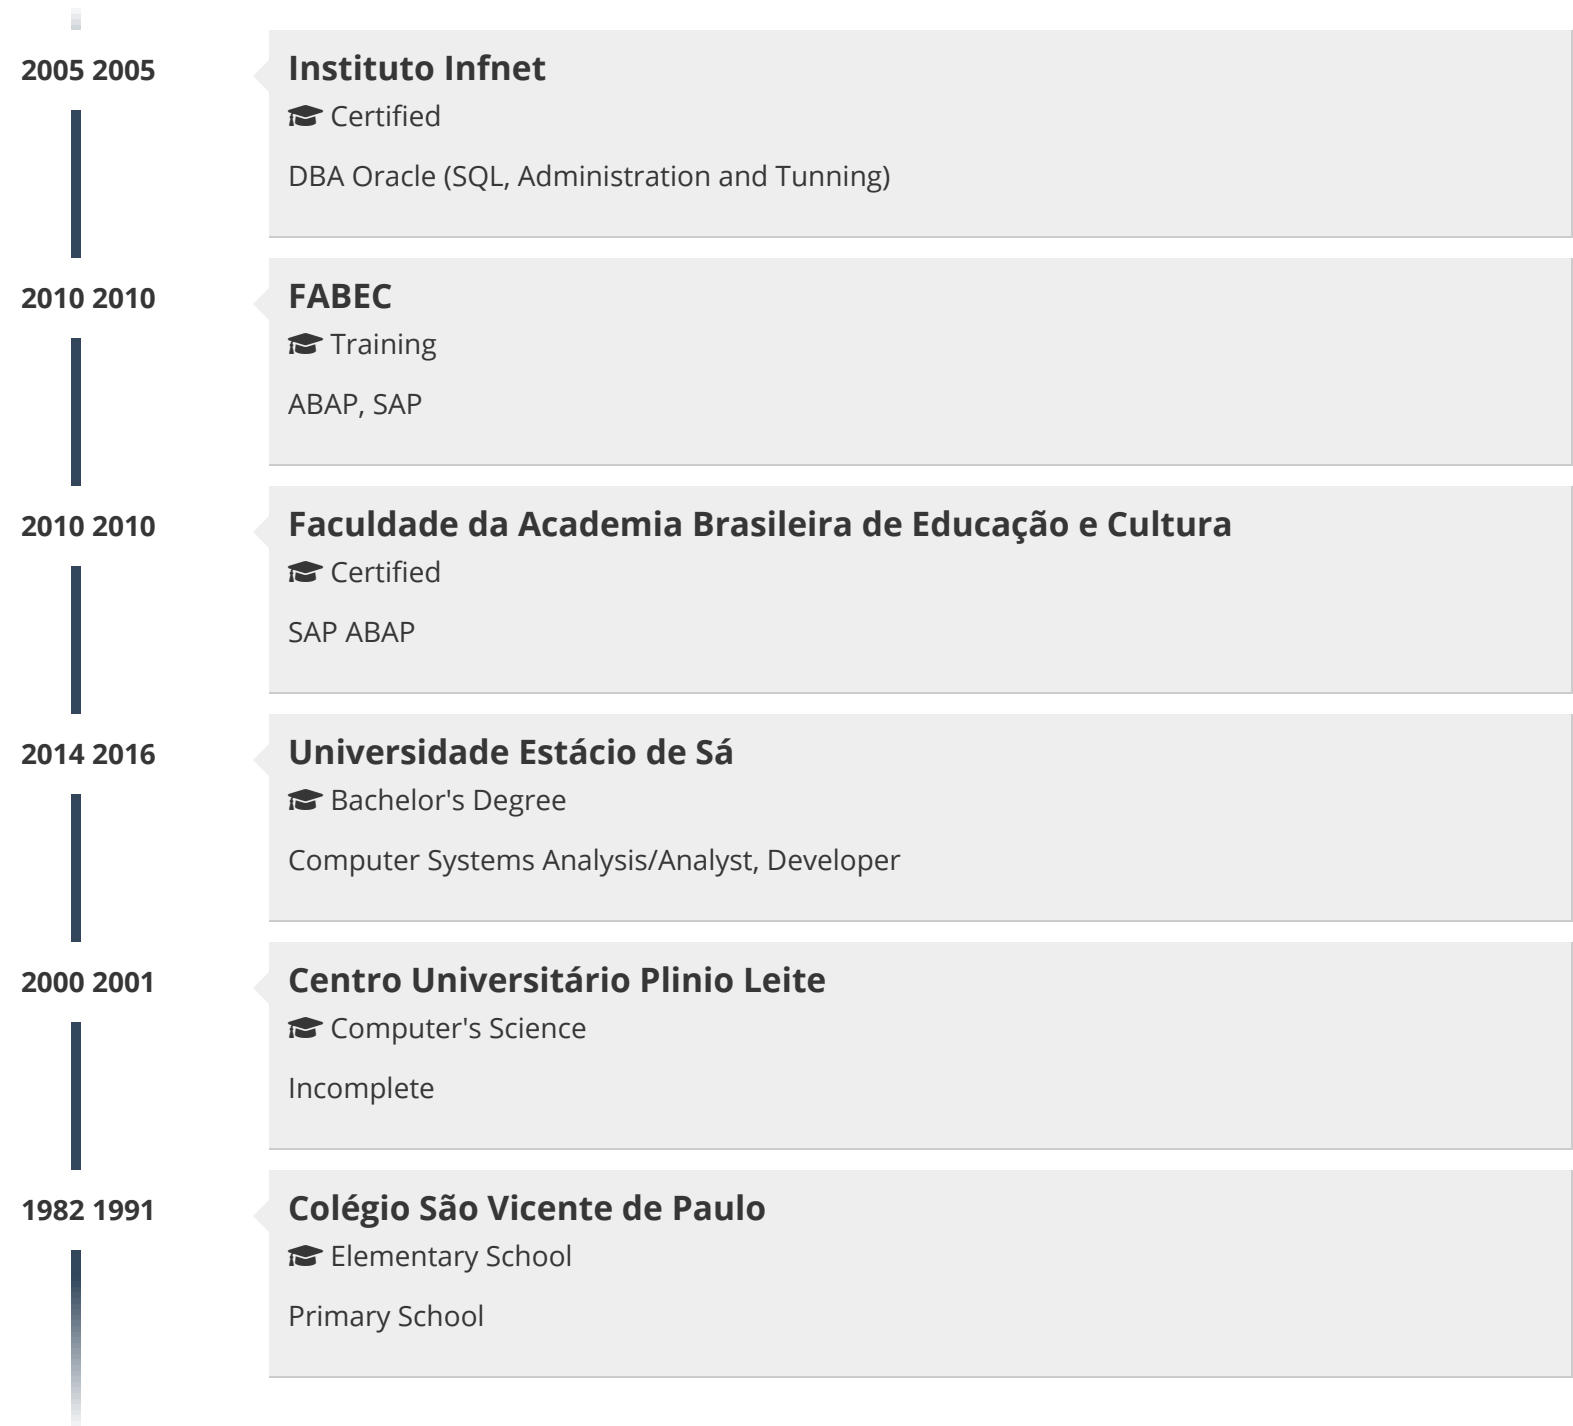 2005 2005
Instituto Infnet
Certified
DBA Oracle (SQL, Administration and Tunning)
2010 2010
FABEC
Training
ABAP, SAP
2010 2010
Faculdade da Academia Brasileira de Educação e Cultura
Certified
SAP ABAP
2014 2016
Universidade Estácio de Sá
Bachelor's Degree
Computer Systems Analysis/Analyst, Developer
2000 2001
Centro Universitário Plinio Leite
Computer's Science
Incomplete
1982 1991
Colégio São Vicente de Paulo
Elementary School
Primary School